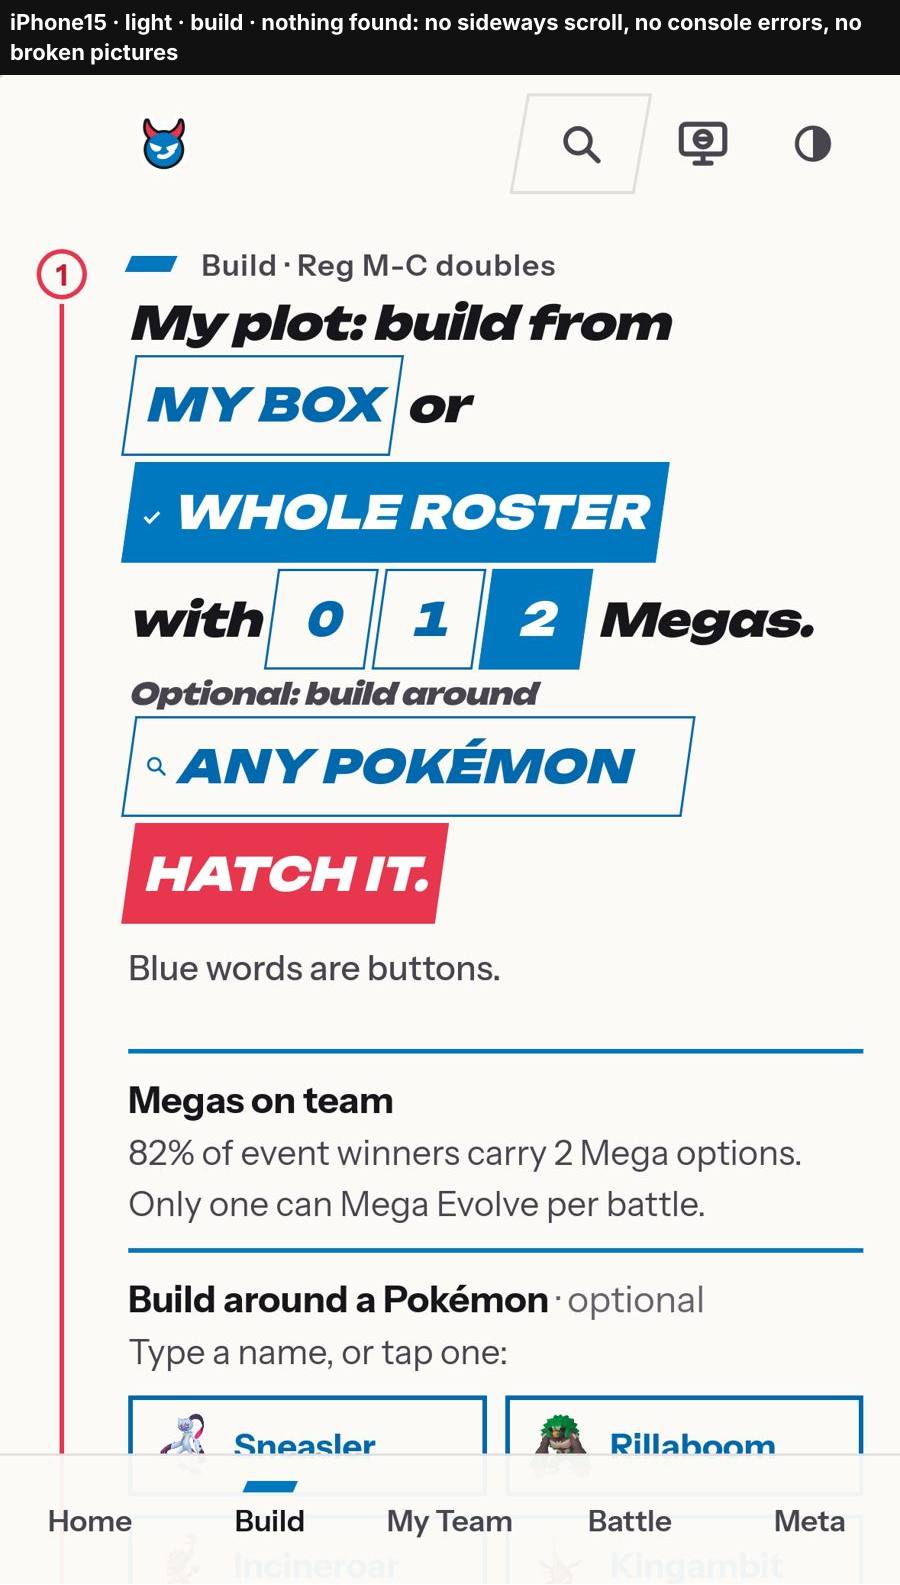 iPhone15 · light · build · nothing found: no sideways scroll, no console errors, no
broken pictures
1
Build · Reg M-C doubles
My plot: build from
MY BOX or
WHOLE ROSTER
with 0 1 2 Megas.
Optional: build around
ANY POKÉMON
HATCH IT.
Blue words are buttons.
Megas on team
82% of event winners carry 2 Mega options.
Only one can Mega Evolve per battle.
Build around a Pokémon · optional
Type a name, or tap one:
Sneasler Rillaboom
Home Build My Team Battle Meta
Incineroar Kingambit